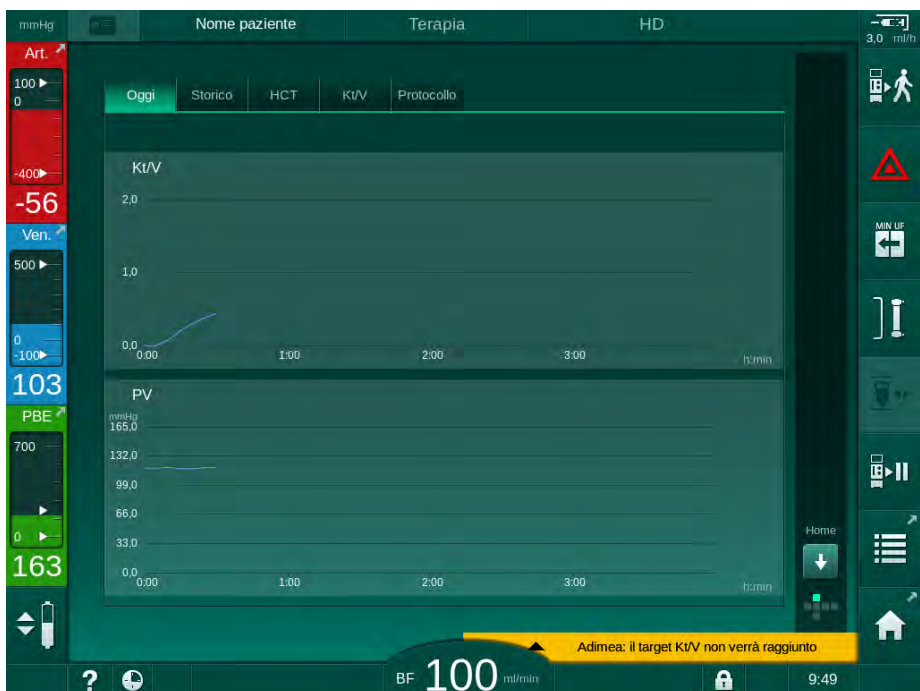 mmHg
Nome paziente
Terapia
HD
3,0 ml/h
Art.
100
0
-400
-56
Ven.
500
0
-100
103
PBE
700
0
163
Oggi
Storico
HCT
Kt/V
Protocollo
Kt/V
2,0
1,0
0,0
0:00
1:00
2:00
3:00
h:min
PV
mmHg
165,0
132,0
99,0
66,0
33,0
0,0
0:00
1:00
2:00
3:00
h:min
Home
MIN UF
Adimea: il target Kt/V non verrà raggiunto
?
BF 100 ml/min
9:49